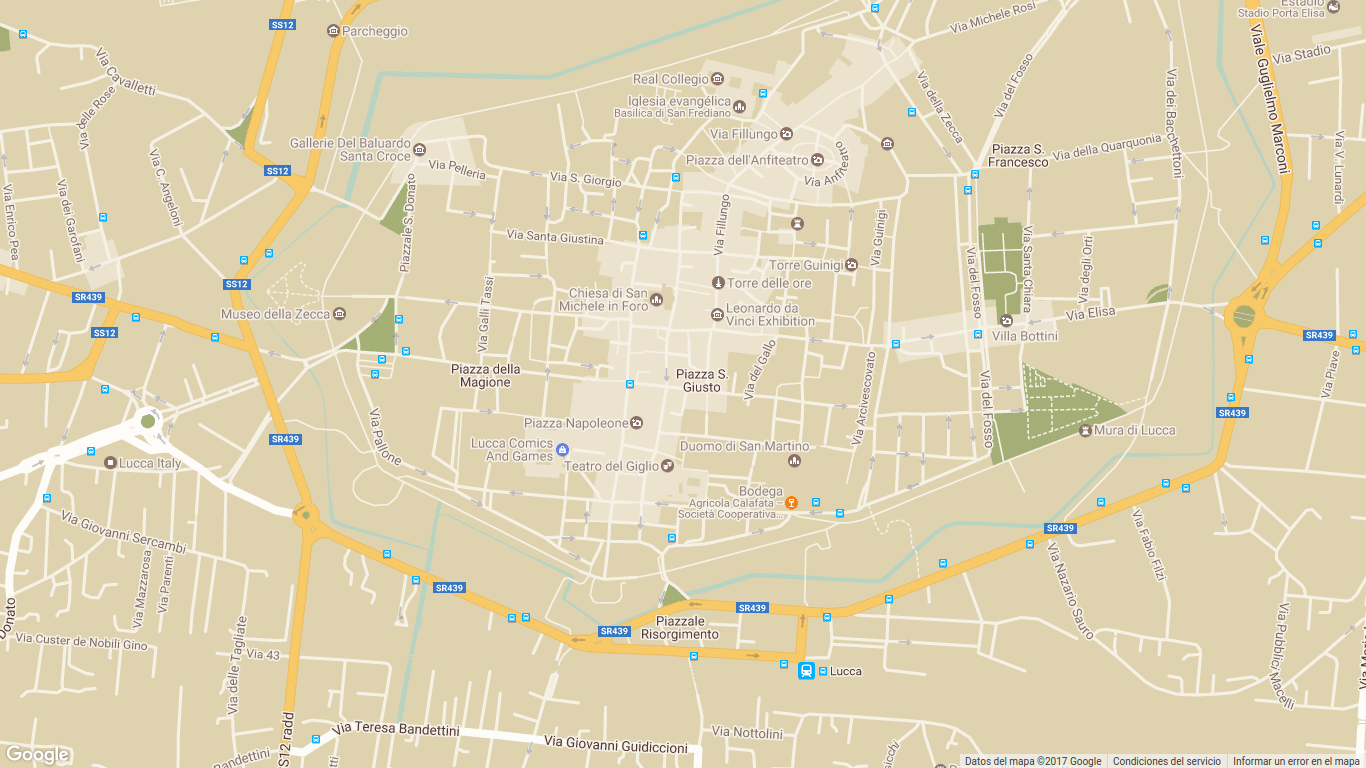 Estadio
Stadio Porta Elisa
Via Michele Rosi
SS12
Parcheggio
Viale Guglielmo Marconi
Via Stadio
Via Cavalletti
Real Collegio
Via della Zecca
Via del Fosso
Via dei Bacchettoni
Via delle Rose
Iglesia evangélica
Basilica di San Frediano
Via Fillungo
Gallerie Del Baluardo
Santa Croce
Via Pelleria
Piazza dell'Anfiteatro
Via Anfiteatro
Piazza S.
Francesco
Via della Quarquonia
Via V. Lunardi
Via C. Angeloni
SS12
Via S. Giorgio
Via Enrico Pea
Via dei Garofani
Piazzale S. Donato
Via Santa Giustina
Via Fillungo
Via Guinigi
Via Santa Chiara
Via degli Orti
Via del Fosso
Torre Guinigi
SS12
SR439
Torre delle ore
Chiesa di San
Michele in Foro
Leonardo da
Vinci Exhibition
Museo della Zecca
Via Galli Tassi
Via Elisa
Villa Bottini
SS12
SR439
SR439
Piazza della
Magione
Piazza S.
Giusto
Via del Gallo
Via Arcivescovato
Via del Fosso
Via Piave
SR439
Via Pallone
Piazza Napoleone
Mura di Lucca
SR439
Lucca Comics
And Games
Duomo di San Martino
Teatro del Giglio
Lucca Italy
Bodega
Agricola Calafata –
Società Cooperativa...
Via Giovanni Sercambi
SR439
Via Fabio Filzi
Via Nazario Sauro
Via Mazzarosa
Via Parenti
SR439
SR439
SR439
Donato
Piazzale
Risorgimento
Via Pubblici Macelli
Via Custer de Nobili Gino
Via 43
Via delle Tagliate
Lucca
SS12 radd
Via Teresa Bandettini
Via Giovanni Guidiccioni
Via Nottolini
Bandettini
Google
Datos del mapa ©2017 Google
Condiciones del servicio
Informar un error en el mapa